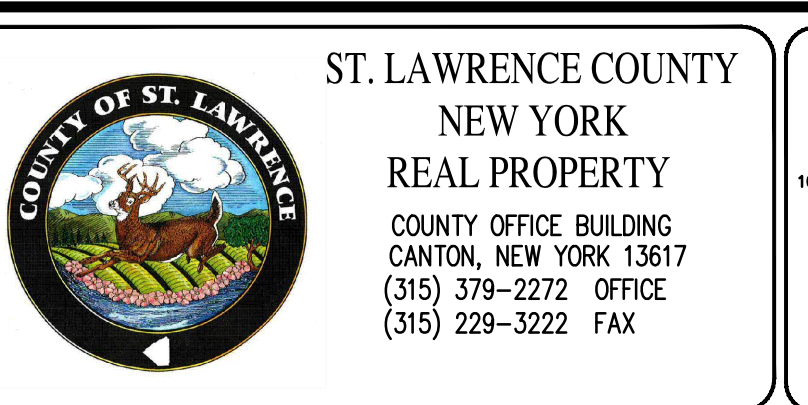 COUNTY OF ST. LAWRENCE
ST. LAWRENCE COUNTY
NEW YORK
REAL PROPERTY
COUNTY OFFICE BUILDING
CANTON, NEW YORK 13617
(315) 379-2272 OFFICE
(315) 229-3222 FAX